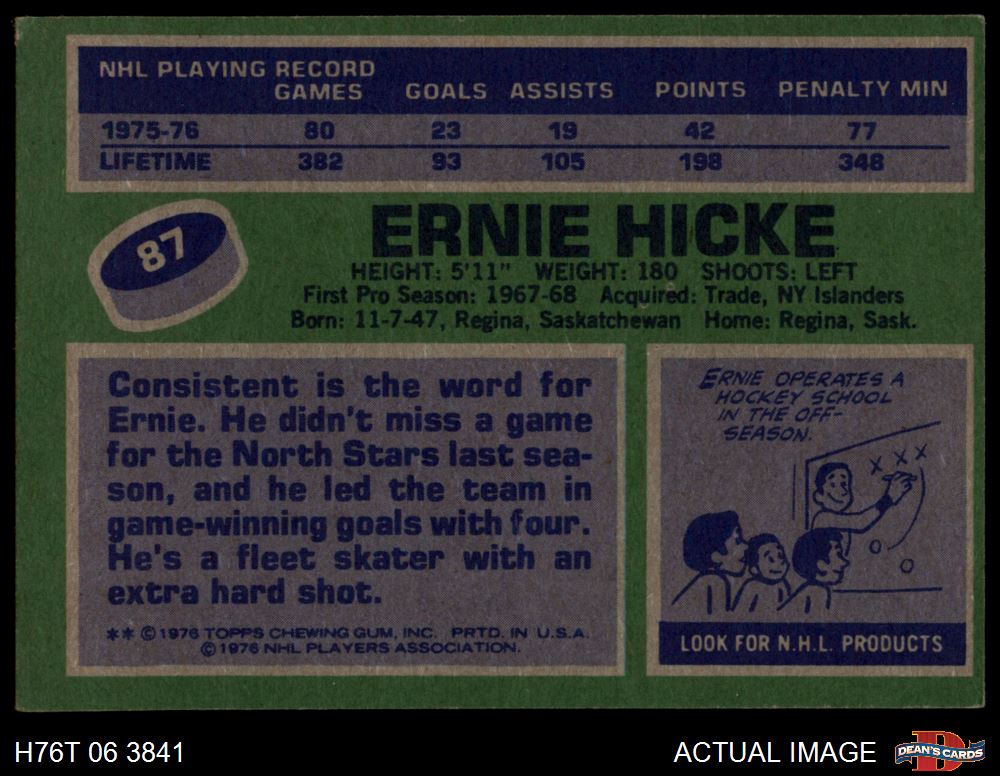 NHL PLAYING RECORD
GAMES GOALS ASSISTS POINTS PENALTY MIN
1975-76 80 23 19 42 77
LIFETIME 382 93 105 198 348
87
ERNIE HICKE
HEIGHT: 5'11" WEIGHT: 180 SHOOTS: LEFT
First Pro Season: 1967-68 Acquired: Trade, NY Islanders
Born: 11-7-47, Regina, Saskatchewan Home: Regina, Sask.
Consistent is the word for
Ernie. He didn't miss a game
for the North Stars last sea-
son, and he led the team in
game-winning goals with four.
He's a fleet skater with an
extra hard shot.
** © 1976 TOPPS CHEWING GUM, INC. PRTD. IN U.S.A.
© 1976 NHL PLAYERS ASSOCIATION.
ERNIE OPERATES A
HOCKEY SCHOOL
IN THE OFF-
SEASON.
X X X
LOOK FOR N.H.L. PRODUCTS
H76T 06 3841
ACTUAL IMAGE
DEAN'S CARDS